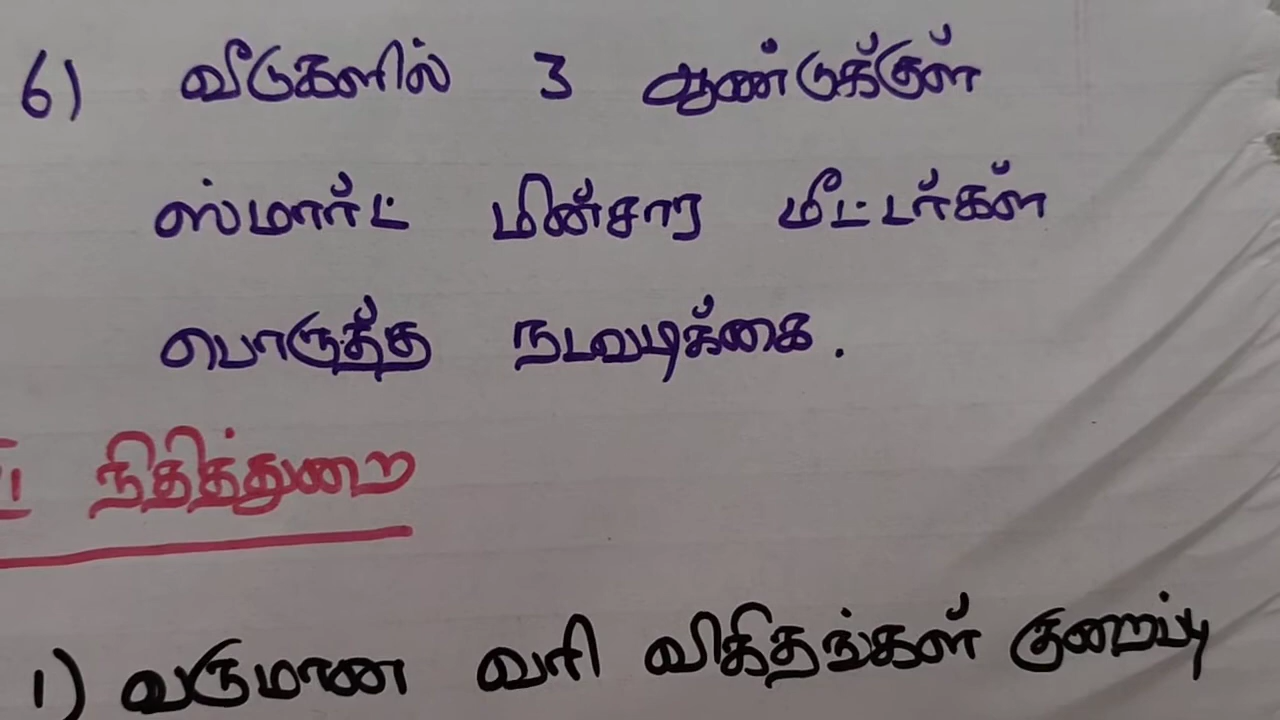 6) வீடுகளில் 3 ஆண்டுக்குள்
ஸ்மார்ட் மின்சார மீட்டர்கள்
பொருத்த நடவடிக்கை.
நிதித்துறை
1) வருமான வரி விகிதங்கள் குறைப்பு